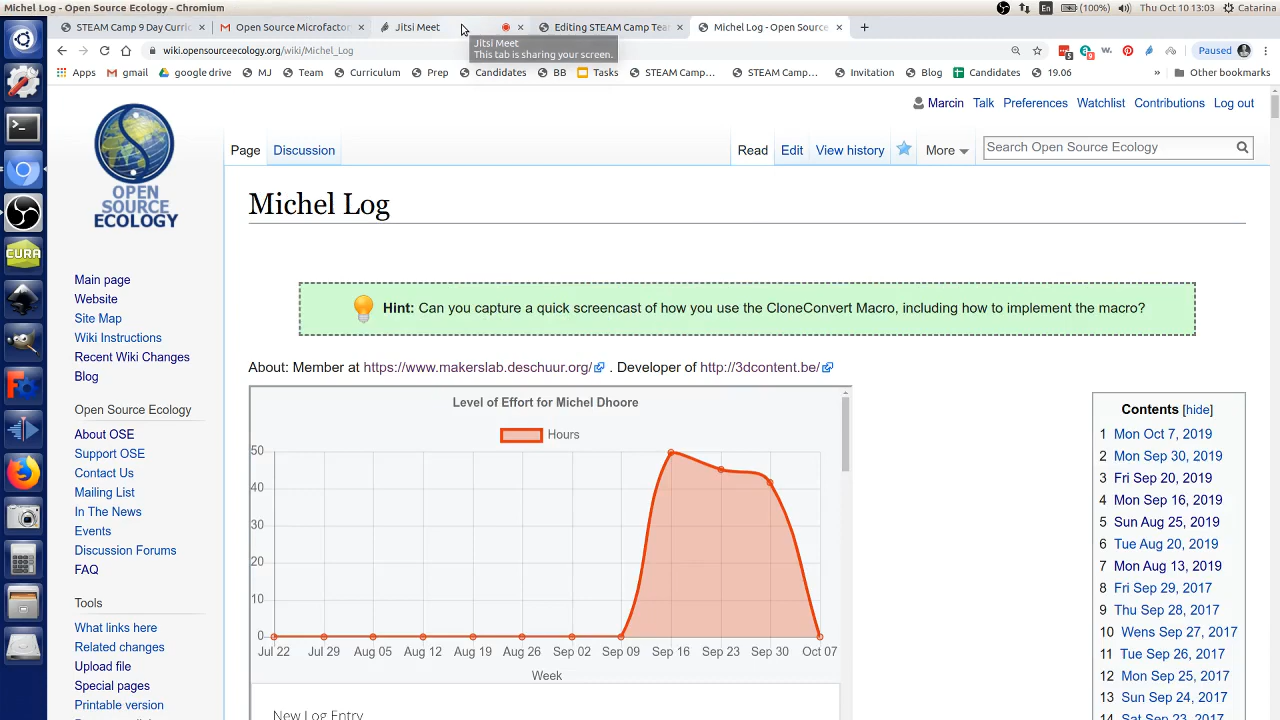 Michel Log - Open Source Ecology - Chromium
En (100%) Thu Oct 10 13:03 Catarina
STEAM Camp 9 Day Curric Open Source Microfactor Jitsi Meet Editing STEAM Camp Tea Michel Log - Open Source
Jitsi Meet
This tab is sharing your screen.
wiki.opensourceecology.org/wiki/Michel_Log Paused
Apps gmail google drive MJ Team Curriculum Prep Candidates BB Tasks STEAM Camp... STEAM Camp... Invitation Blog Candidates 19.06 » Other bookmarks
Marcin Talk Preferences Watchlist Contributions Log out
Page Discussion Read Edit View history More Search Open Source Ecology
OPEN
SOURCE
ECOLOGY
Michel Log
Hint: Can you capture a quick screencast of how you use the CloneConvert Macro, including how to implement the macro?
About: Member at https://www.makerslab.deschuur.org/ . Developer of http://3dcontent.be/
Level of Effort for Michel Dhoore
Hours
50
40
30
20
10
0
Jul 22 Jul 29 Aug 05 Aug 12 Aug 19 Aug 26 Sep 02 Sep 09 Sep 16 Sep 23 Sep 30 Oct 07
Week
New Log Entry
Contents [hide]
1 Mon Oct 7, 2019
2 Mon Sep 30, 2019
3 Fri Sep 20, 2019
4 Mon Sep 16, 2019
5 Sun Aug 25, 2019
6 Tue Aug 20, 2019
7 Mon Aug 13, 2019
8 Fri Sep 29, 2017
9 Thu Sep 28, 2017
10 Wens Sep 27, 2017
11 Tue Sep 26, 2017
12 Mon Sep 25, 2017
13 Sun Sep 24, 2017
14 Sat Sep 23, 2017
Main page
Website
Site Map
Wiki Instructions
Recent Wiki Changes
Blog
Open Source Ecology
About OSE
Support OSE
Contact Us
Mailing List
In The News
Events
Discussion Forums
FAQ
Tools
What links here
Related changes
Upload file
Special pages
Printable version
CURA